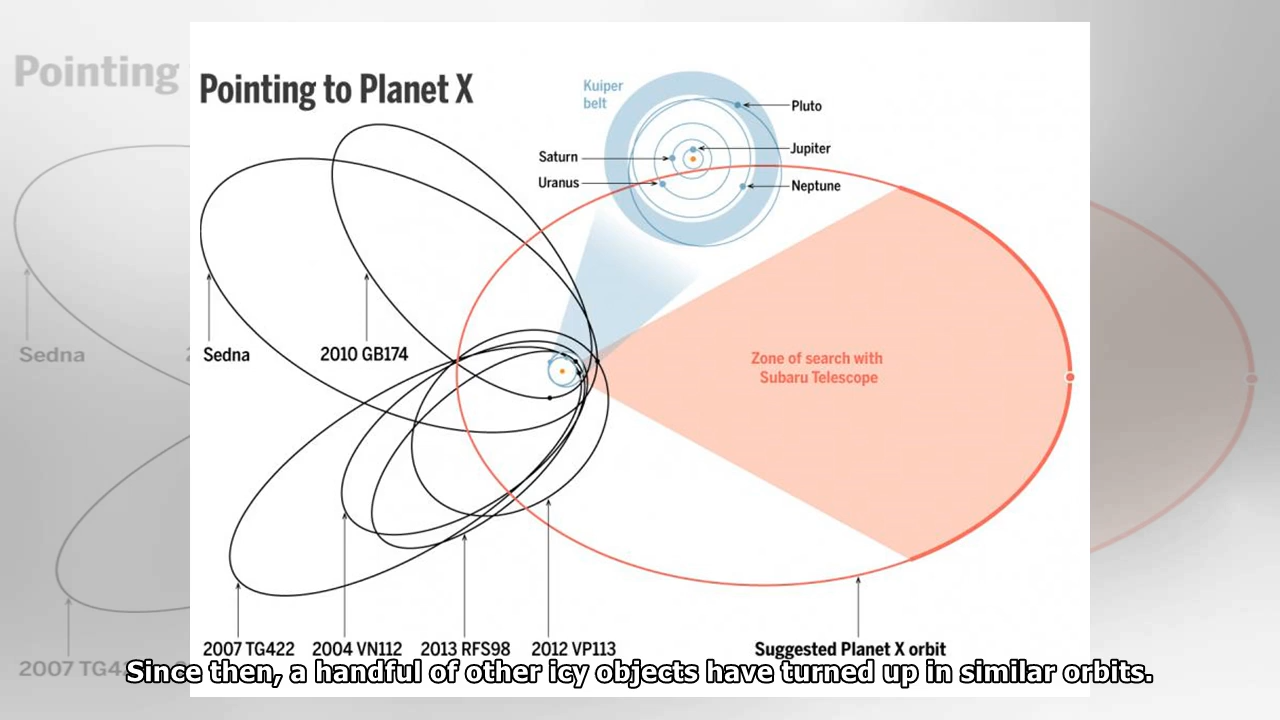 Pointing to Planet X
Kuiper
belt
Pluto
Saturn
Jupiter
Uranus
Neptune
Sedna
2010 GB174
Zone of search with
Subaru Telescope
2007 TG422
2004 VN112
2013 RFS98
2012 VP113
Suggested Planet X orbit
Pointing
Sedna
2
2007 TG42
Since then, a handful of other icy objects have turned up in similar orbits.